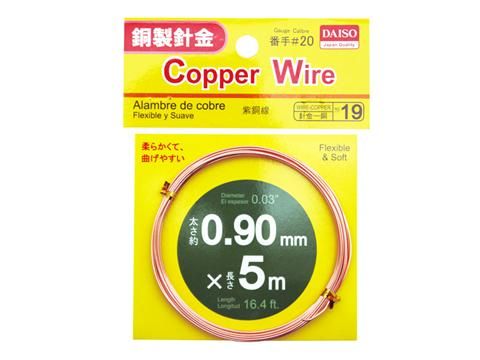 銅製針金
Gauge Calibre
番手#20
DAISO
Japan Quality
Copper Wire
Alambre de cobre
Flexible y Suave
紫銅線
WIRE-COPPER
針金—銅
19
柔らかくて、
曲げやすい
Flexible
& Soft
Diameter
El espesor 0.03"
太さ約 0.90mm
×長さ 5m
Length
Longitud 16.4 ft.